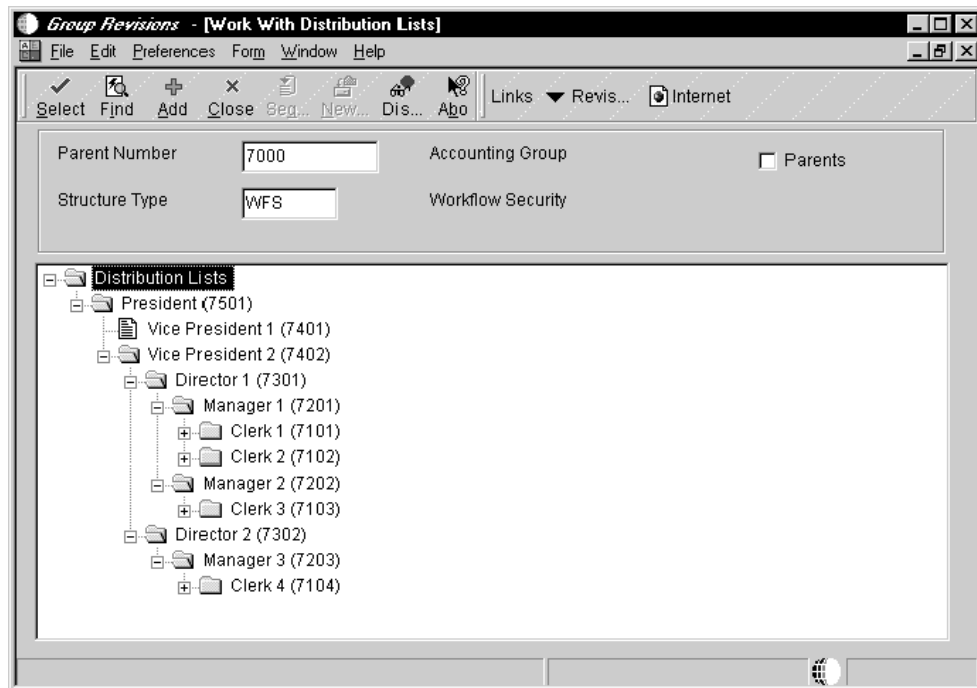 Group Revisions - [Work With Distribution Lists]
File Edit Preferences Form Window Help
Select Find Add Close Seq... New... Dis... Abo Links Revis... Internet
Parent Number 7000 Accounting Group Parents
Structure Type WFS Workflow Security
Distribution Lists
President (7501)
Vice President 1 (7401)
Vice President 2 (7402)
Director 1 (7301)
Manager 1 (7201)
Clerk 1 (7101)
Clerk 2 (7102)
Manager 2 (7202)
Clerk 3 (7103)
Director 2 (7302)
Manager 3 (7203)
Clerk 4 (7104)